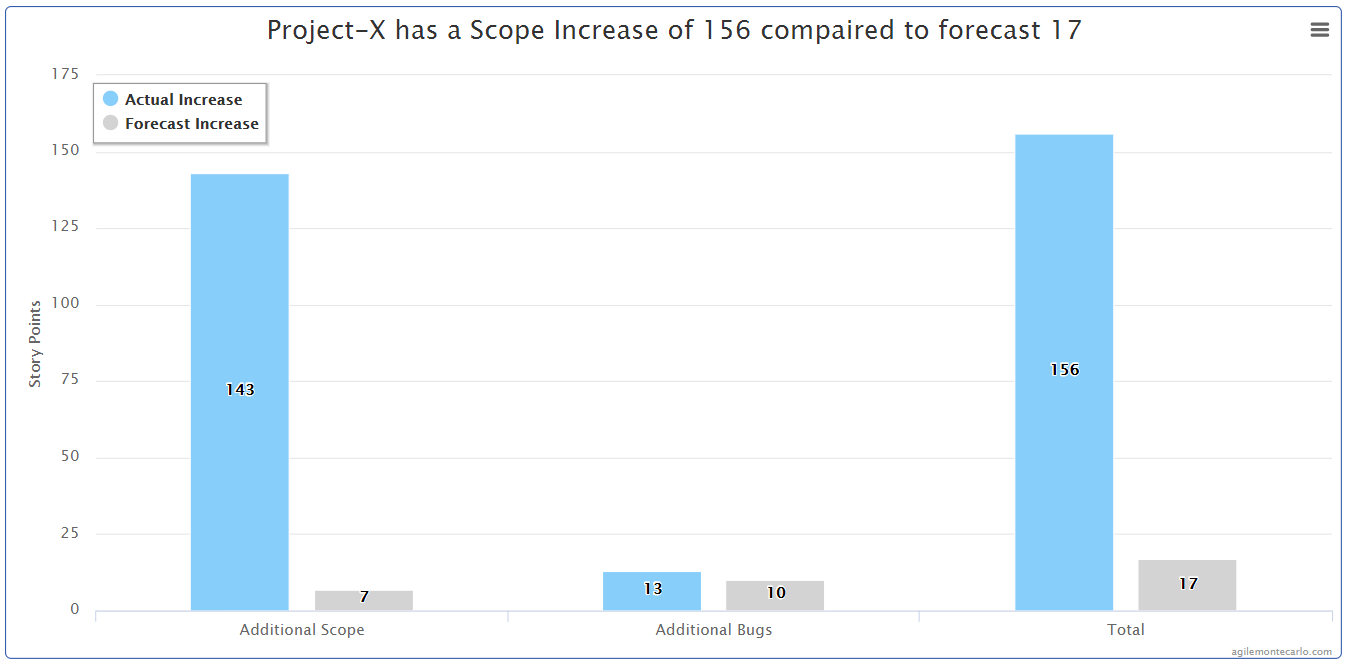 Project-X has a Scope Increase of 156 compaired to forecast 17
Actual Increase
Forecast Increase
Story Points
175
150
125
100
75
50
25
0
143
7
13
10
156
17
Additional Scope
Additional Bugs
Total
agilemontecarlo.com